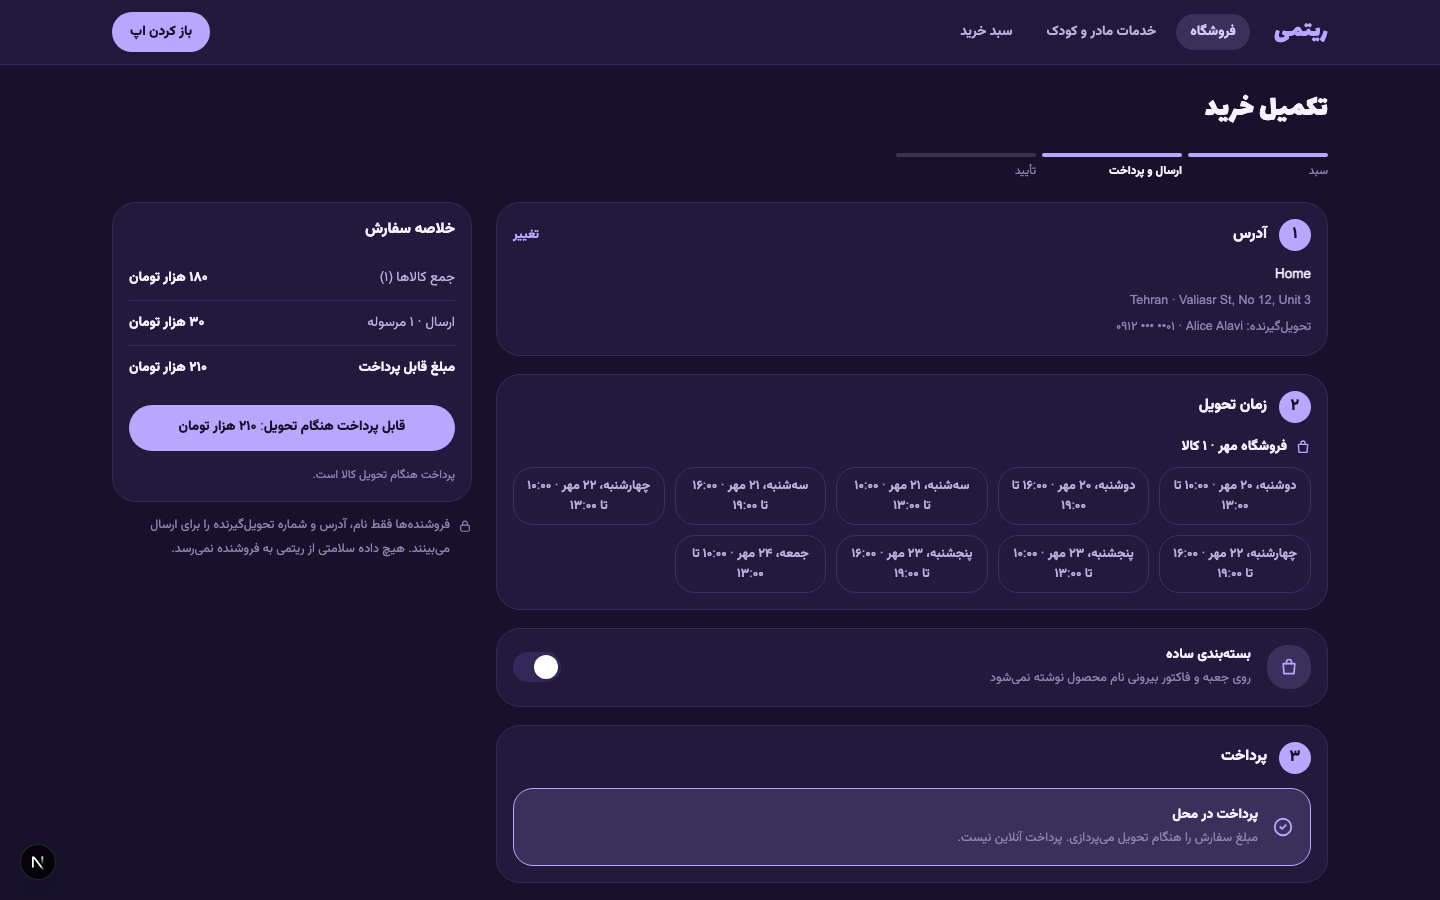 ریتمی
فروشگاه
خدمات مادر و کودک
سبد خرید
باز کردن اپ
تکمیل خرید
سبد
ارسال و پرداخت
تأیید
۱
آدرس
تغییر
Home
Tehran · Valiasr St, No 12, Unit 3
تحویل‌گیرنده: Alice Alavi · ۰۹۱۲ ••• ••۰۱
۲
زمان تحویل
فروشگاه مهر · ۱ کالا
دوشنبه، ۲۰ مهر · ۱۰:۰۰ تا
۱۳:۰۰
دوشنبه، ۲۰ مهر · ۱۶:۰۰ تا
۱۹:۰۰
سه‌شنبه، ۲۱ مهر · ۱۰:۰۰
تا ۱۳:۰۰
سه‌شنبه، ۲۱ مهر · ۱۶:۰۰
تا ۱۹:۰۰
چهارشنبه، ۲۲ مهر · ۱۰:۰۰
تا ۱۳:۰۰
چهارشنبه، ۲۲ مهر · ۱۶:۰۰
تا ۱۹:۰۰
پنجشنبه، ۲۳ مهر · ۱۰:۰۰
تا ۱۳:۰۰
پنجشنبه، ۲۳ مهر · ۱۶:۰۰
تا ۱۹:۰۰
جمعه، ۲۴ مهر · ۱۰:۰۰ تا
۱۳:۰۰
بسته‌بندی ساده
روی جعبه و فاکتور بیرونی نام محصول نوشته نمی‌شود
۳
پرداخت
پرداخت در محل
مبلغ سفارش را هنگام تحویل می‌پردازی. پرداخت آنلاین نیست.
خلاصه سفارش
جمع کالاها (۱)
۱۸۰ هزار تومان
ارسال · ۱ مرسوله
۳۰ هزار تومان
مبلغ قابل پرداخت
۲۱۰ هزار تومان
قابل پرداخت هنگام تحویل: ۲۱۰ هزار تومان
پرداخت هنگام تحویل کالا است.
فروشنده‌ها فقط نام، آدرس و شماره تحویل‌گیرنده را برای ارسال
می‌بینند. هیچ داده سلامتی از ریتمی به فروشنده نمی‌رسد.
N